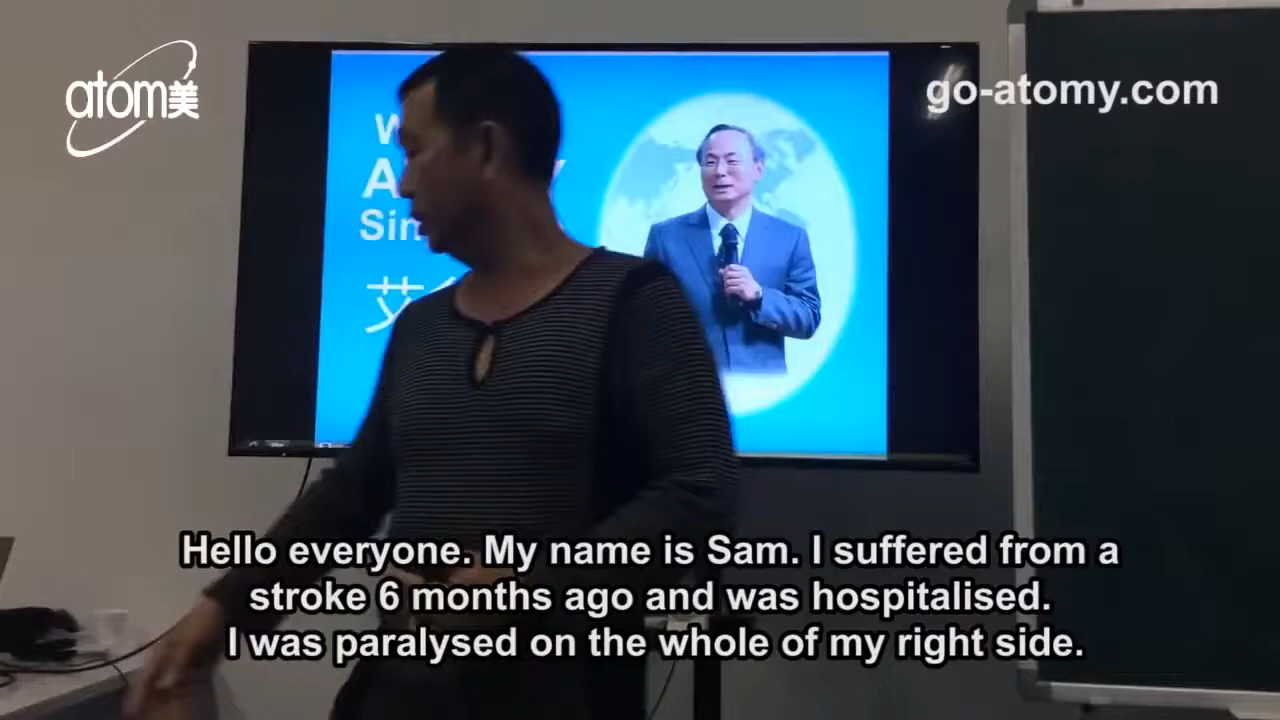 atom美
go-atomy.com
Hello everyone. My name is Sam. I suffered from a
stroke 6 months ago and was hospitalised.
I was paralysed on the whole of my right side.